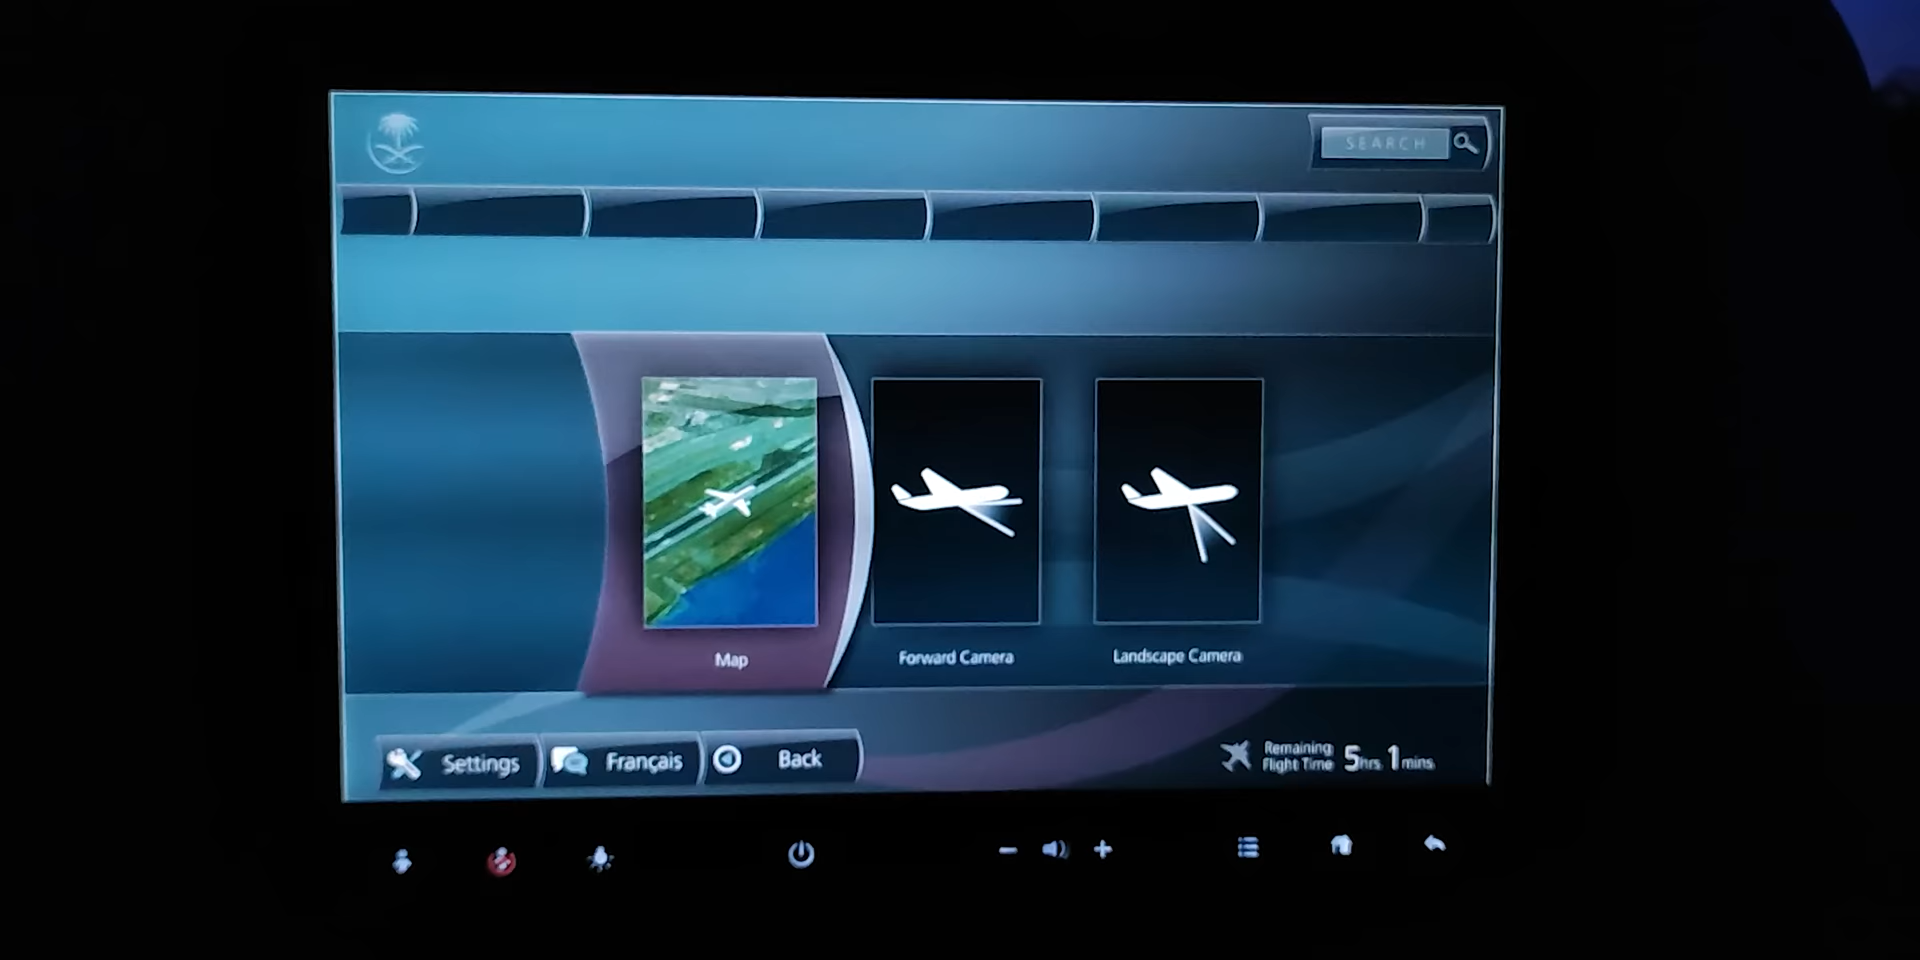 SEARCH
Map
Forward Camera
Landscape Camera
Settings
Français
Back
Remaining
Flight Time
5hrs 1mins